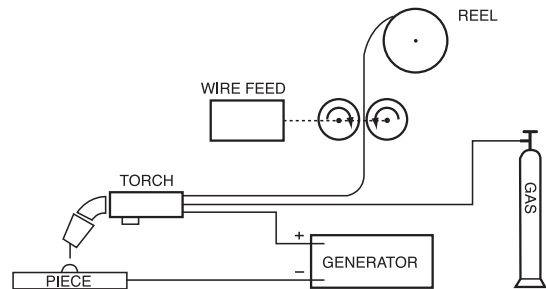 REEL
WIRE FEED
TORCH
GAS
+
GENERATOR
−
PIECE